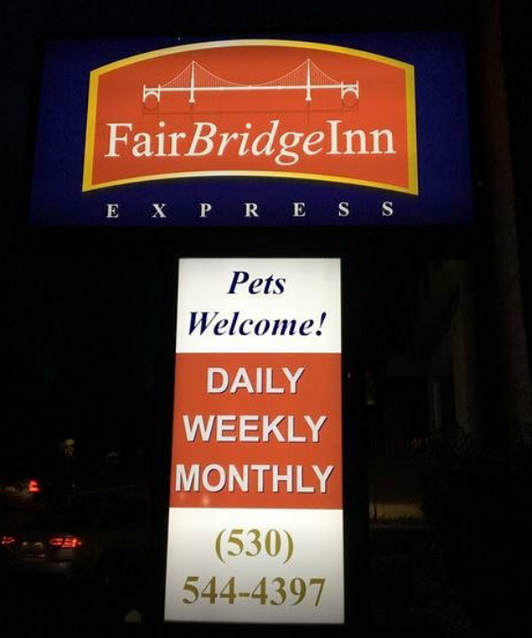 FairBridgeInn
EXPRESS
Pets
Welcome!
DAILY
WEEKLY
MONTHLY
(530)
544-4397